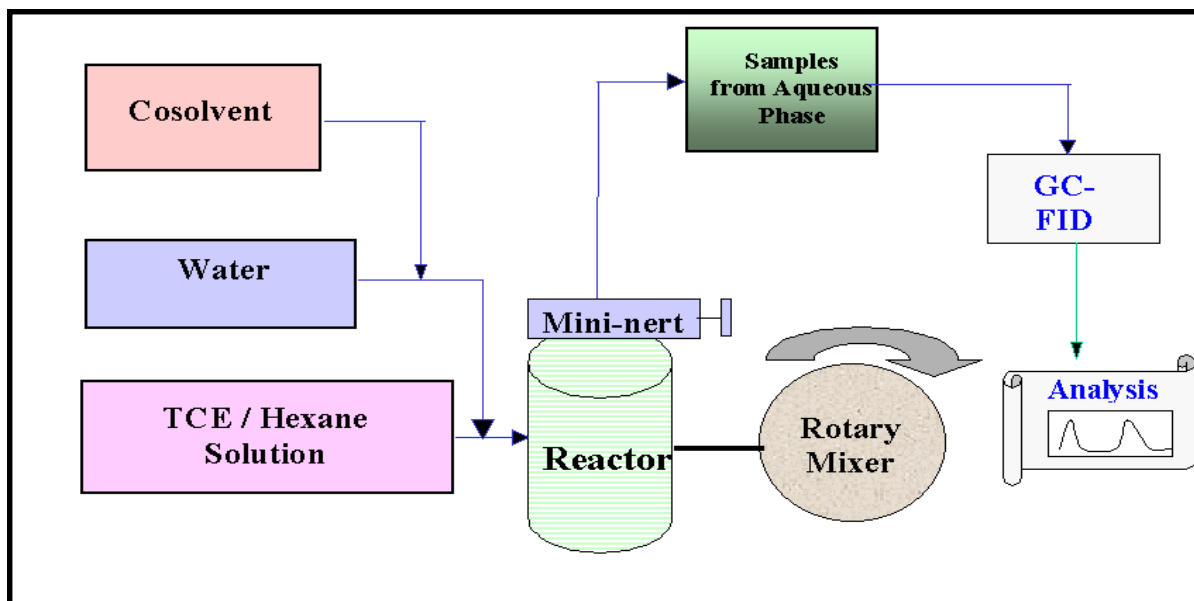 Cosolvent
Water
TCE / Hexane
Solution
Samples
from Aqueous
Phase
GC-
FID
Mini-nert
Reactor
Rotary
Mixer
Analysis